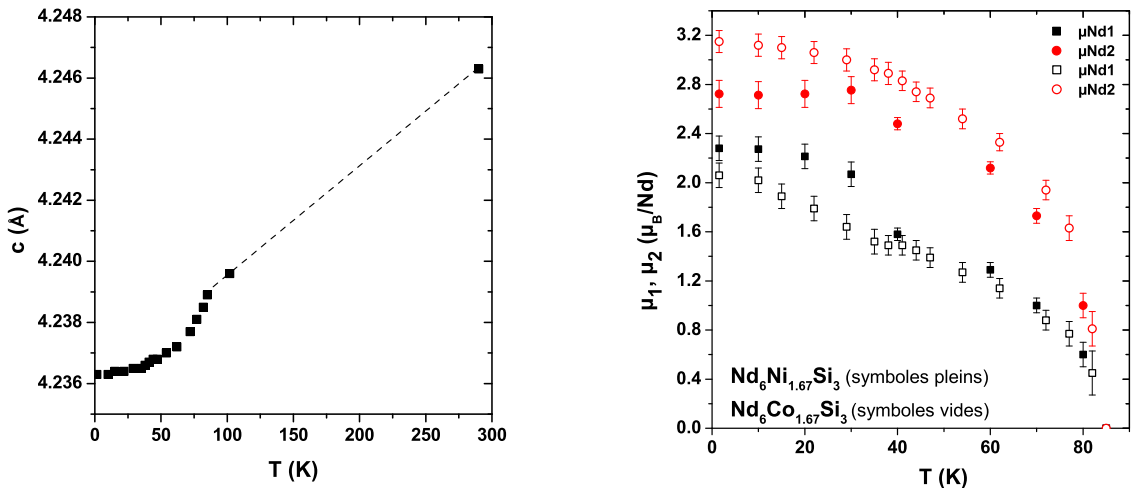 4.248
4.246
4.244
4.242
4.240
4.238
4.236
c (Å)
0 50 100 150 200 250 300
T (K)
3.2
2.8
2.4
2.0
1.6
1.2
0.8
0.4
0.0
μ1, μ2 (μB/Nd)
μNd1
μNd2
μNd1
μNd2
Nd6Ni1.67Si3 (symboles pleins)
Nd6Co1.67Si3 (symboles vides)
0 20 40 60 80
T (K)